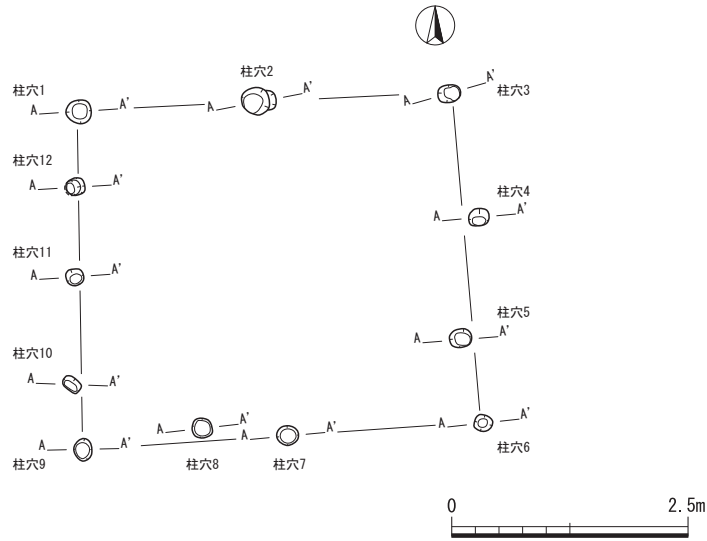 柱穴1
A A'
柱穴2
A A'
柱穴3
A A'
柱穴12
A A'
柱穴4
A A'
柱穴11
A A'
柱穴5
A A'
柱穴10
A A'
柱穴9
A A'
柱穴8
A A'
柱穴7
A A'
柱穴6
A A'
0 2.5m